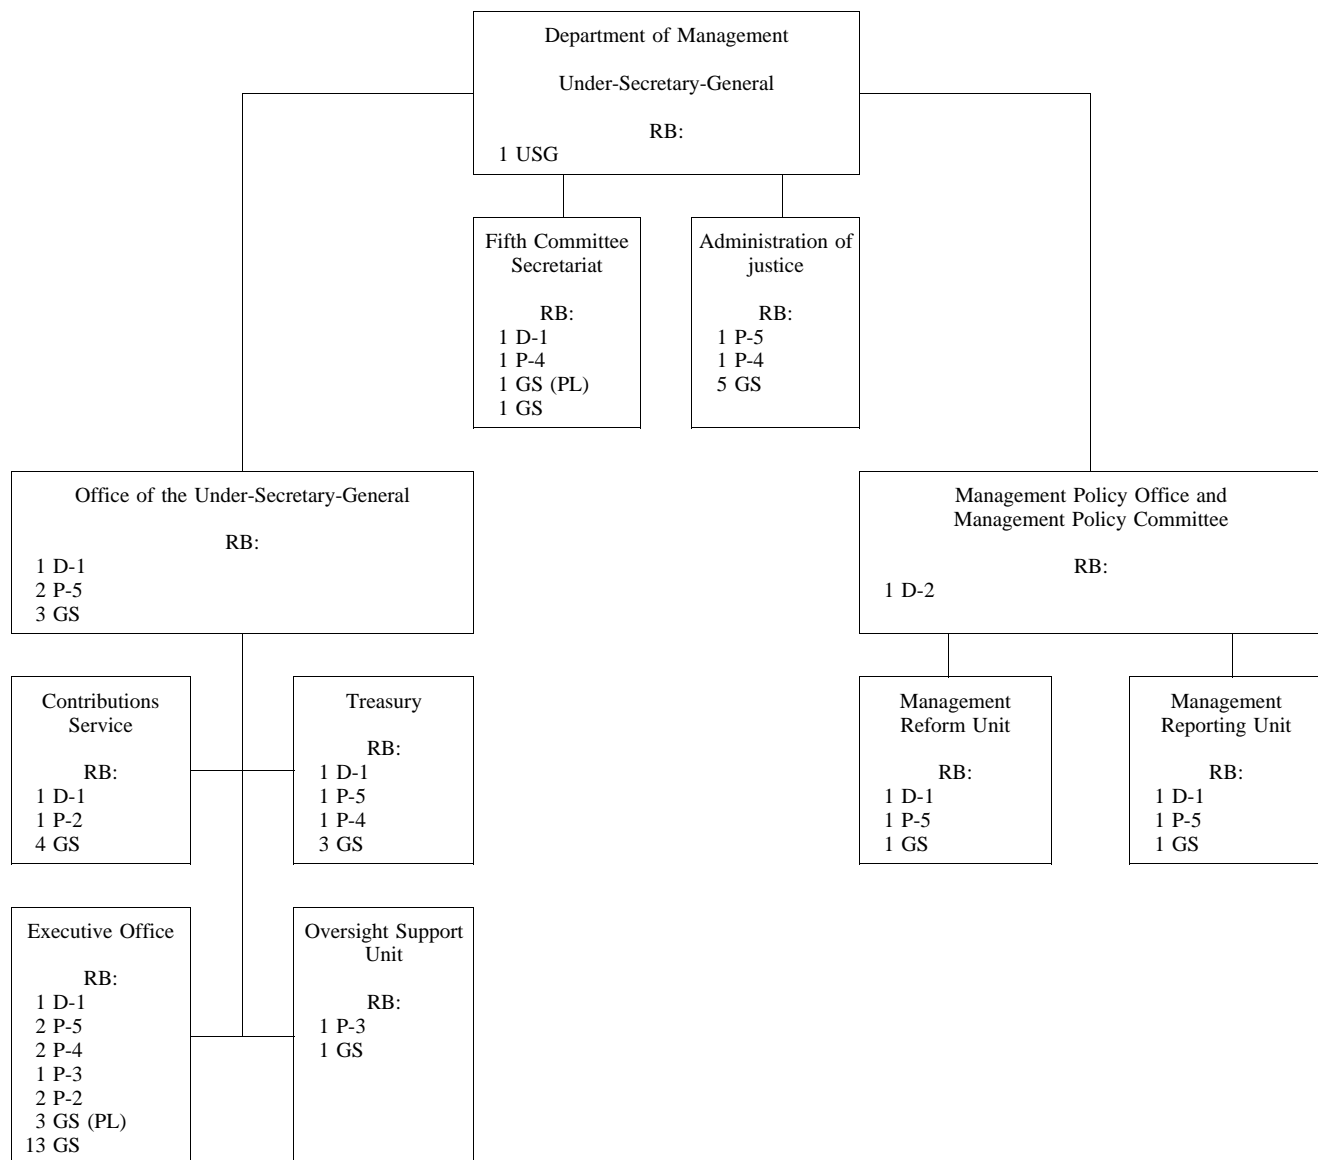 Department of Management
Under-Secretary-General
RB:
1 USG
Fifth Committee
Secretariat
RB:
1 D-1
1 P-4
1 GS (PL)
1 GS
Administration of
justice
RB:
1 P-5
1 P-4
5 GS
Office of the Under-Secretary-General
RB:
1 D-1
2 P-5
3 GS
Management Policy Office and
Management Policy Committee
RB:
1 D-2
Contributions
Service
RB:
1 D-1
1 P-2
4 GS
Treasury
RB:
1 D-1
1 P-5
1 P-4
3 GS
Management
Reform Unit
RB:
1 D-1
1 P-5
1 GS
Management
Reporting Unit
RB:
1 D-1
1 P-5
1 GS
Executive Office
RB:
1 D-1
2 P-5
2 P-4
1 P-3
2 P-2
3 GS (PL)
13 GS
Oversight Support
Unit
RB:
1 P-3
1 GS